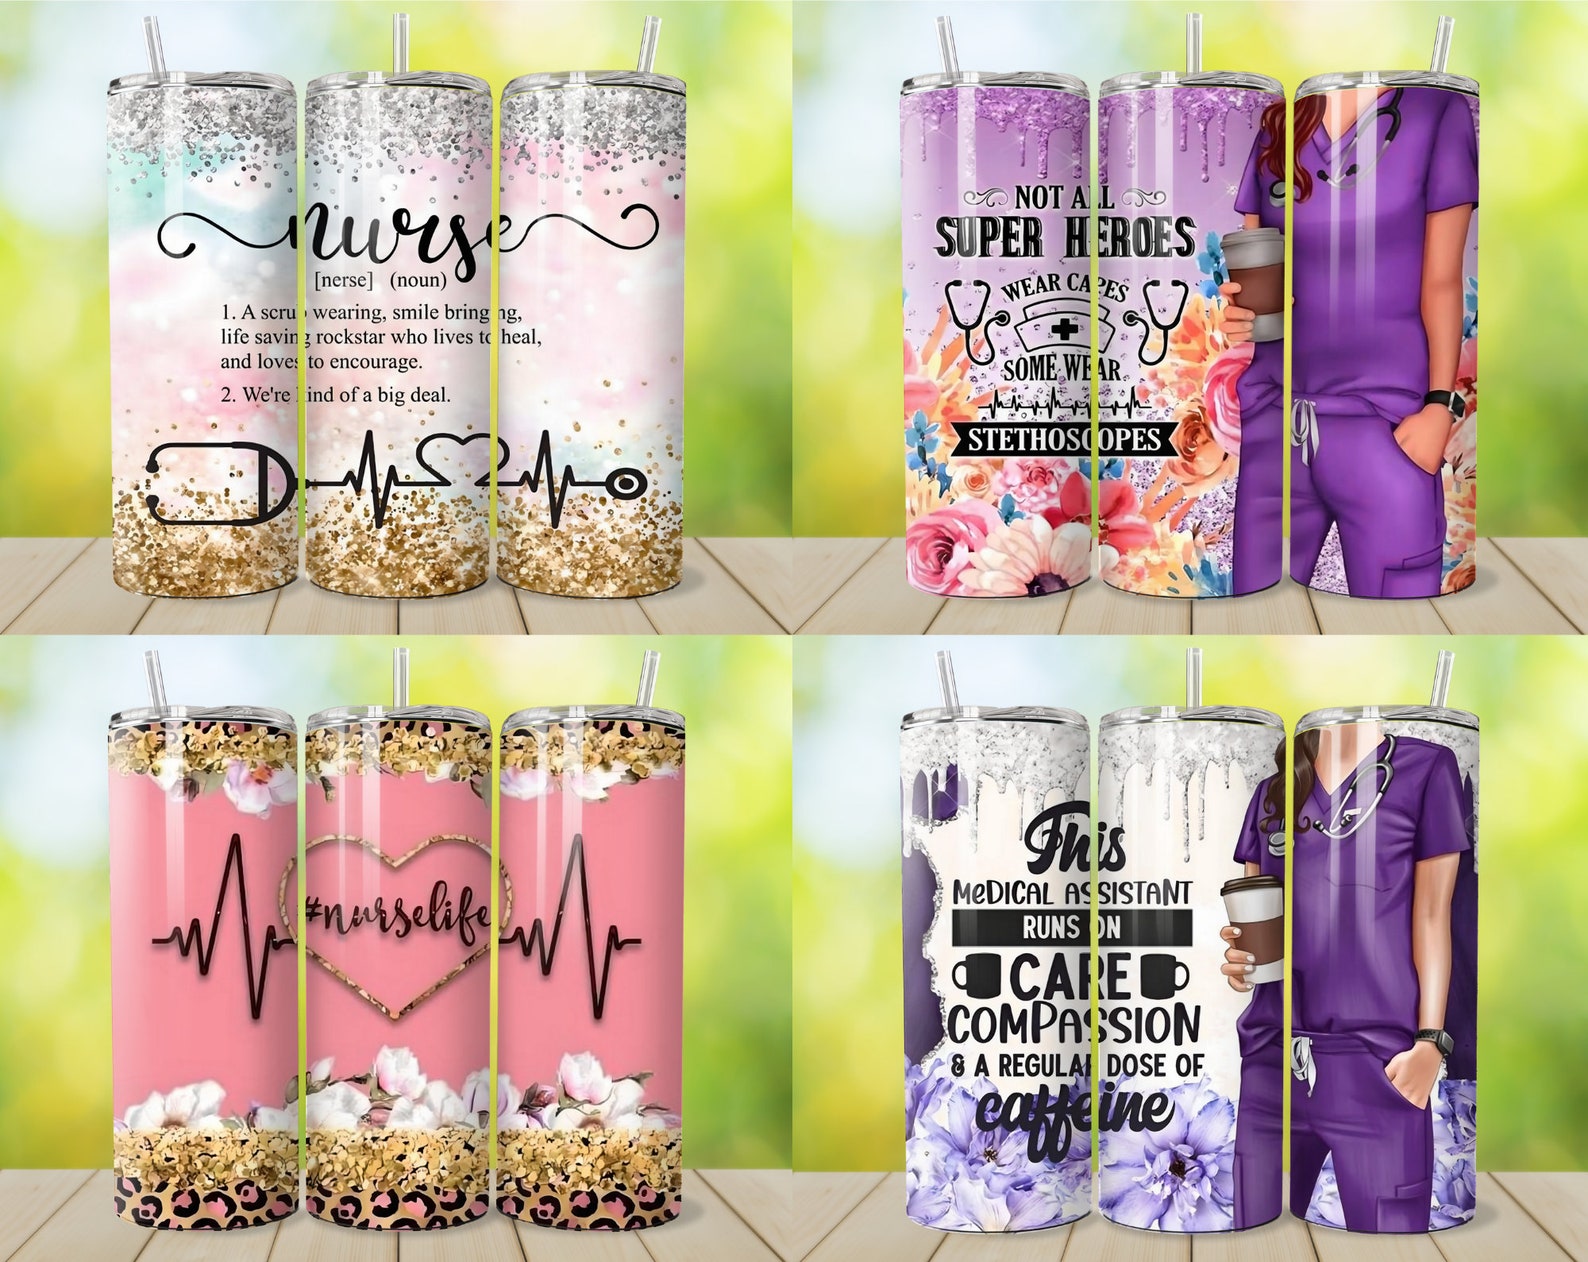 nurse
[nerse] (noun)
1. A scrub wearing, smile bringing,
life saving rockstar who lives to heal,
and loves to encourage.
2. We're kind of a big deal.
NOT ALL
SUPER HEROES
WEAR CAPES
SOME WEAR
STETHOSCOPES
#nurselife
This
MEDICAL ASSISTANT
RUNS ON
CARE
COMPASSION
& A REGULAR DOSE OF
caffeine